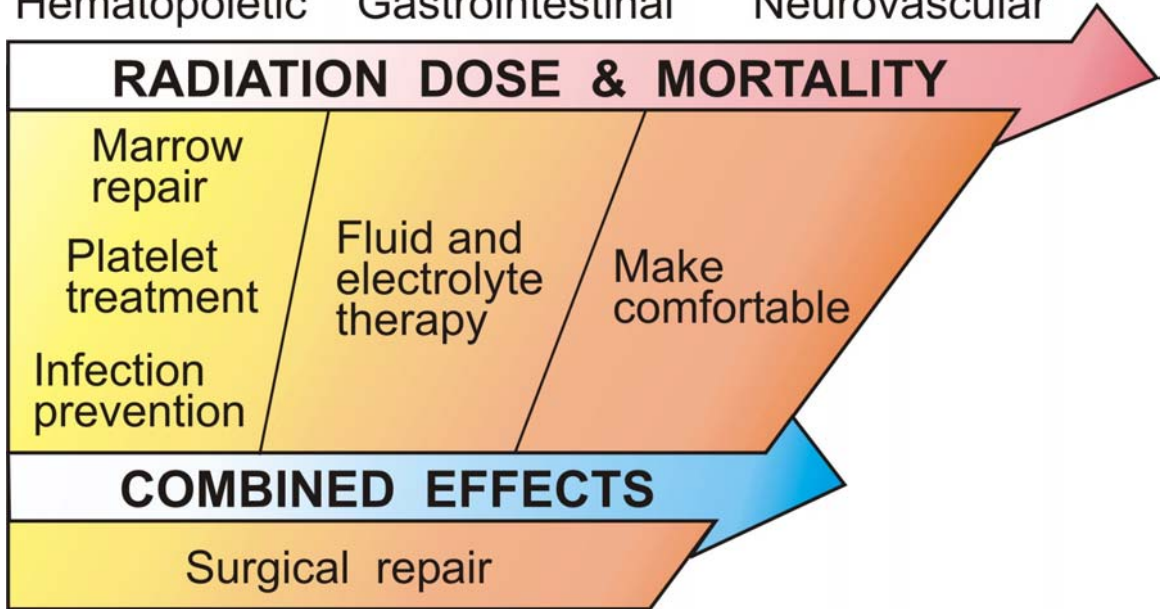 Hematopoietic Gastrointestinal Neurovascular
RADIATION DOSE & MORTALITY
Marrow
repair
Platelet
treatment
Infection
prevention
Fluid and
electrolyte
therapy
Make
comfortable
COMBINED EFFECTS
Surgical repair